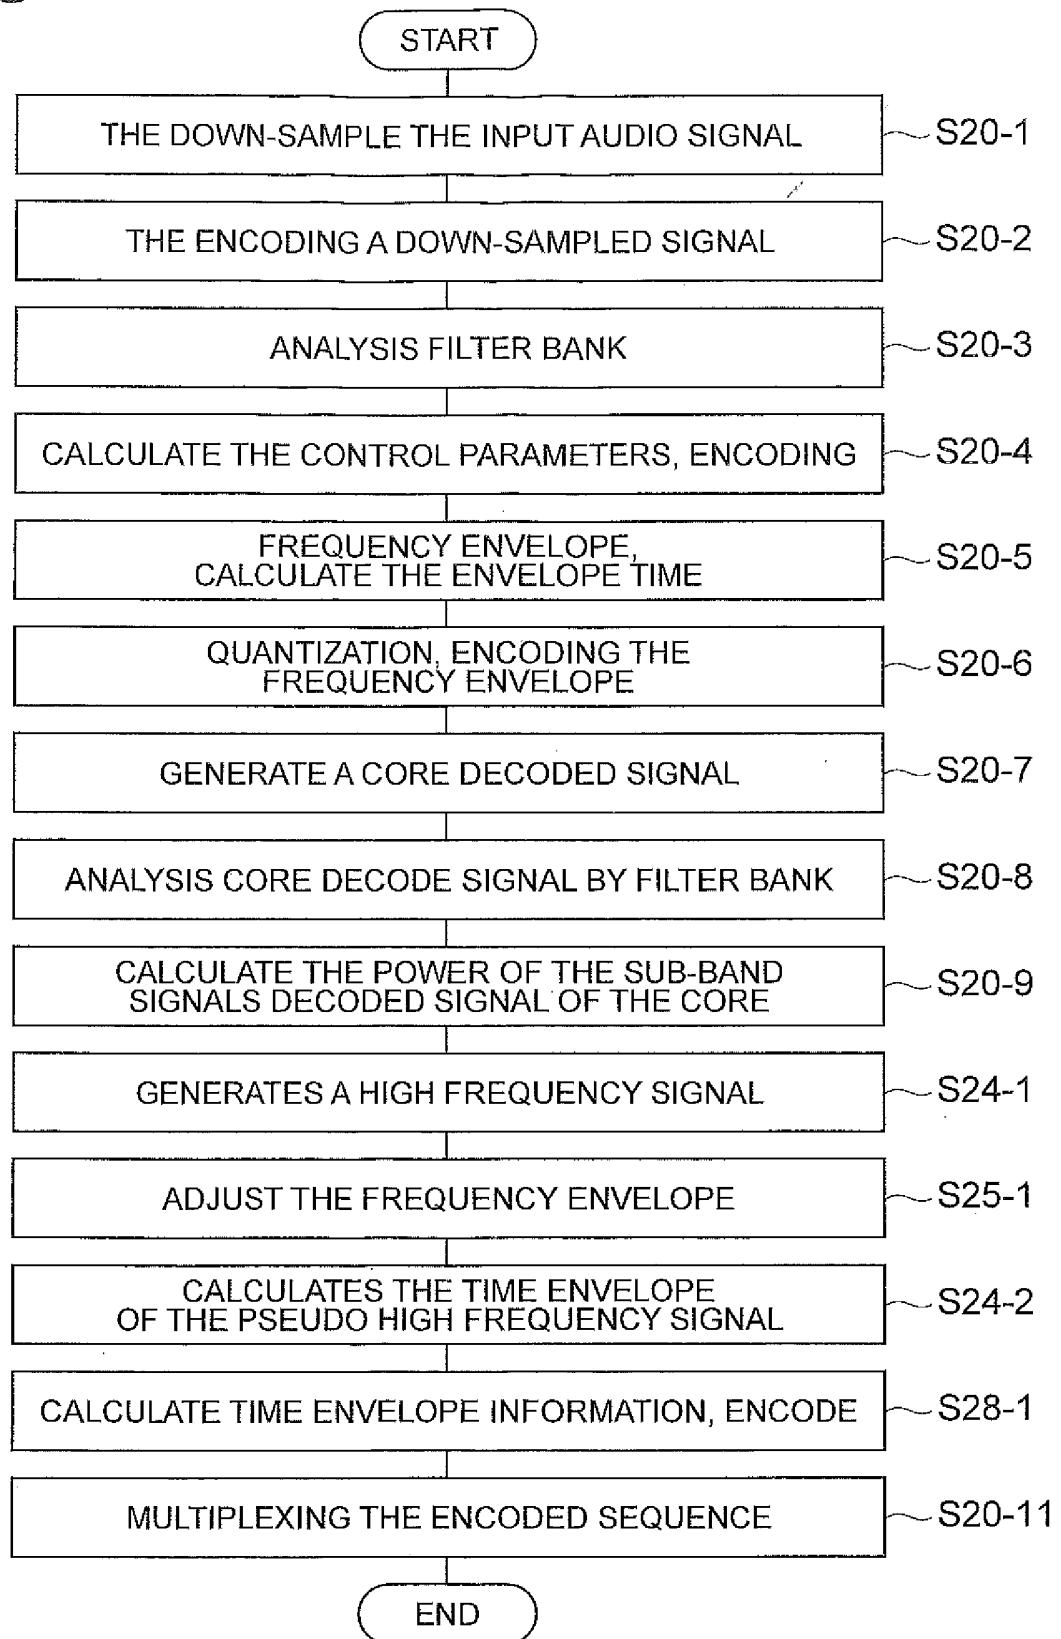 START
THE DOWN-SAMPLE THE INPUT AUDIO SIGNAL
S20-1
THE ENCODING A DOWN-SAMPLED SIGNAL
S20-2
ANALYSIS FILTER BANK
S20-3
CALCULATE THE CONTROL PARAMETERS, ENCODING
S20-4
FREQUENCY ENVELOPE,
CALCULATE THE ENVELOPE TIME
S20-5
QUANTIZATION, ENCODING THE
FREQUENCY ENVELOPE
S20-6
GENERATE A CORE DECODED SIGNAL
S20-7
ANALYSIS CORE DECODE SIGNAL BY FILTER BANK
S20-8
CALCULATE THE POWER OF THE SUB-BAND
SIGNALS DECODED SIGNAL OF THE CORE
S20-9
GENERATES A HIGH FREQUENCY SIGNAL
S24-1
ADJUST THE FREQUENCY ENVELOPE
S25-1
CALCULATES THE TIME ENVELOPE
OF THE PSEUDO HIGH FREQUENCY SIGNAL
S24-2
CALCULATE TIME ENVELOPE INFORMATION, ENCODE
S28-1
MULTIPLEXING THE ENCODED SEQUENCE
S20-11
END